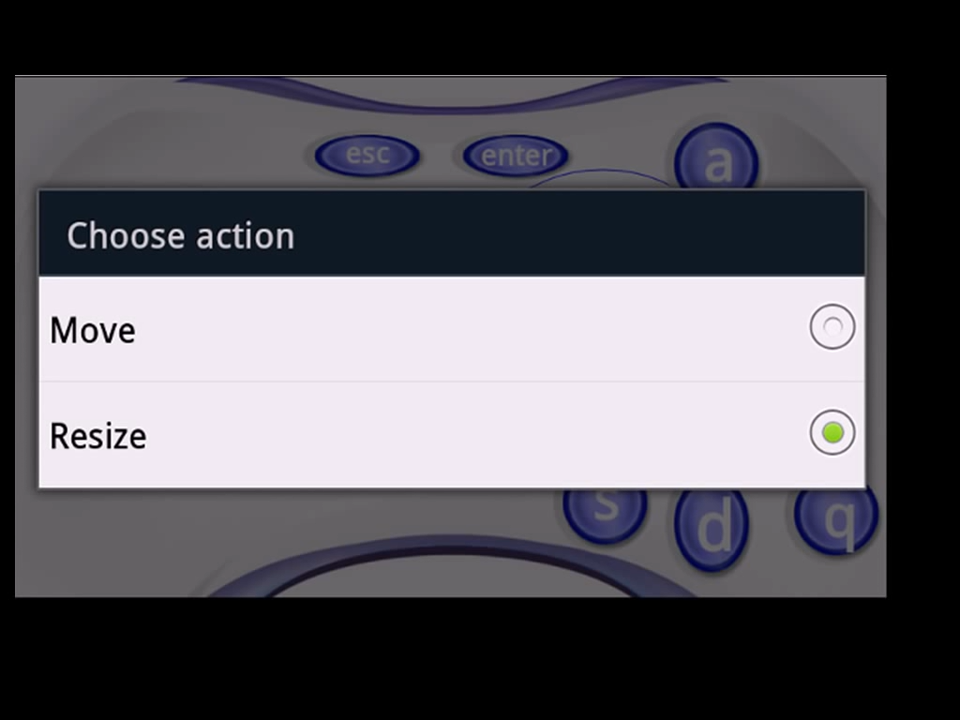 esc enter a
Choose action
Move
Resize
s d q